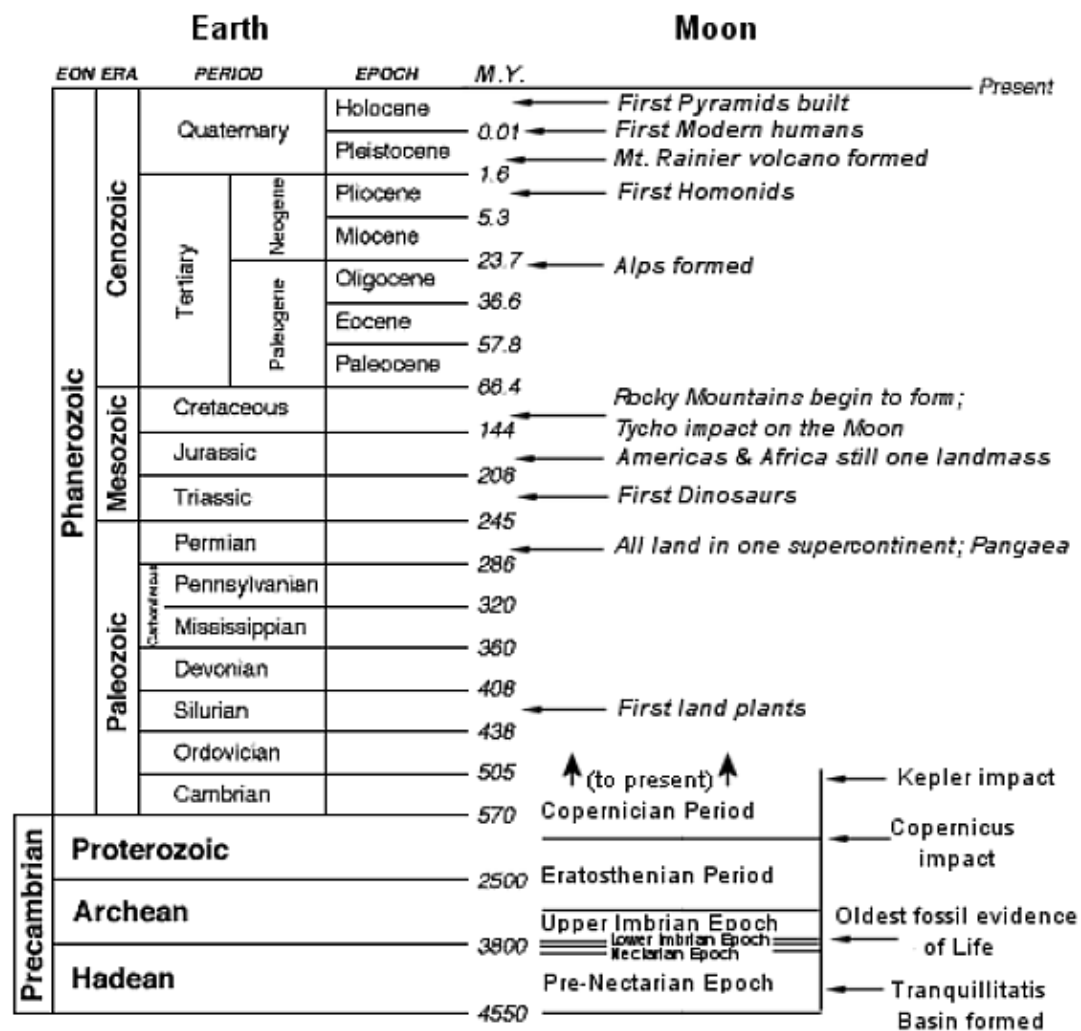 Earth Moon
EON ERA PERIOD EPOCH M.Y.
Present
Holocene
First Pyramids built
Quaternary
0.01 First Modern humans
Pleistocene
Mt. Rainier volcano formed
1.6
Pliocene
First Homonids
Neogene
5.3
Miocene
Cenozoic
23.7
Alps formed
Tertiary
Oligocene
36.6
Paleogene
Eocene
57.8
Paleocene
66.4
Phanerozoic
Mesozoic
Cretaceous
Rocky Mountains begin to form;
144
Tycho impact on the Moon
Jurassic
Americas & Africa still one landmass
208
Triassic
First Dinosaurs
245
Permian
All land in one supercontinent; Pangaea
286
Paleozoic
Carboniferous
Pennsylvanian
320
Mississippian
360
Devonian
408
Silurian
First land plants
438
Ordovician
505
(to present)
Kepler impact
Cambrian
Copernician Period
570
Precambrian
Proterozoic
Copernicus
impact
Eratosthenian Period
2500
Archean
Upper Imbrian Epoch
Oldest fossil evidence
of Life
Lower Imbrian Epoch
3800
Nectarian Epoch
Hadean
Pre-Nectarian Epoch
Tranquillitatis
Basin formed
4550